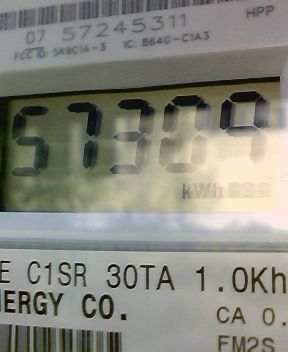 HPP
07 57245311
FCC ID: SK9C1A-3 IC: 864G-C1A3
57309
kWh
E C1SR 30TA 1.0Kh
NERGY CO.
CA 0.
FM2S